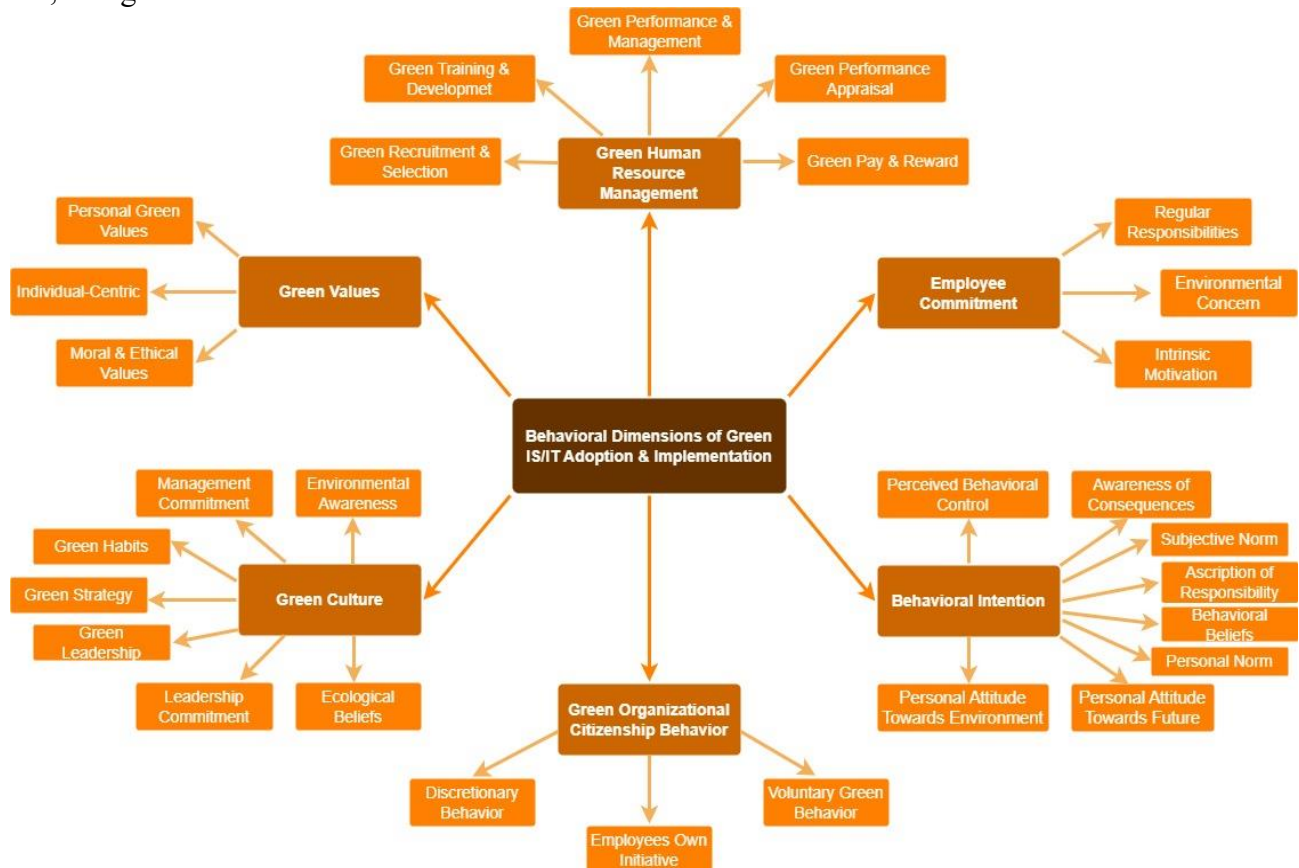 Green Performance &
Management
Green Training &
Developmet
Green Performance
Appraisal
Green Recruitment &
Selection
Green Human
Resource
Management
Green Pay & Reward
Personal Green
Values
Individual-Centric
Moral & Ethical
Values
Green Values
Regular
Responsibilities
Employee
Commitment
Environmental
Concern
Intrinsic
Motivation
Behavioral Dimensions of Green
IS/IT Adoption & Implementation
Management
Commitment
Environmental
Awareness
Green Habits
Green Strategy
Green
Leadership
Green Culture
Leadership
Commitment
Ecological
Beliefs
Perceived Behavioral
Control
Awareness of
Consequences
Subjective Norm
Ascription of
Responsibility
Behavioral Intention
Behavioral
Beliefs
Personal Norm
Personal Attitude
Towards Environment
Personal Attitude
Towards Future
Green Organizational
Citizenship Behavior
Discretionary
Behavior
Employees Own
Initiative
Voluntary Green
Behavior